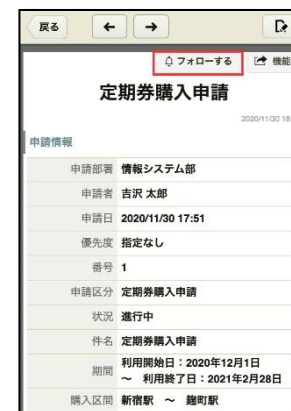 戻る ← →
フォローする 機能
定期券購入申請
2020/11/30 18
申請情報
申請部署 情報システム部
申請者 吉沢 太郎
申請日 2020/11/30 17:51
優先度 指定なし
番号 1
申請区分 定期券購入申請
状況 進行中
件名 定期券購入申請
期間 利用開始日：2020年12月1日
～ 利用終了日：2021年2月28日
購入区間 新宿駅 ～ 麹町駅